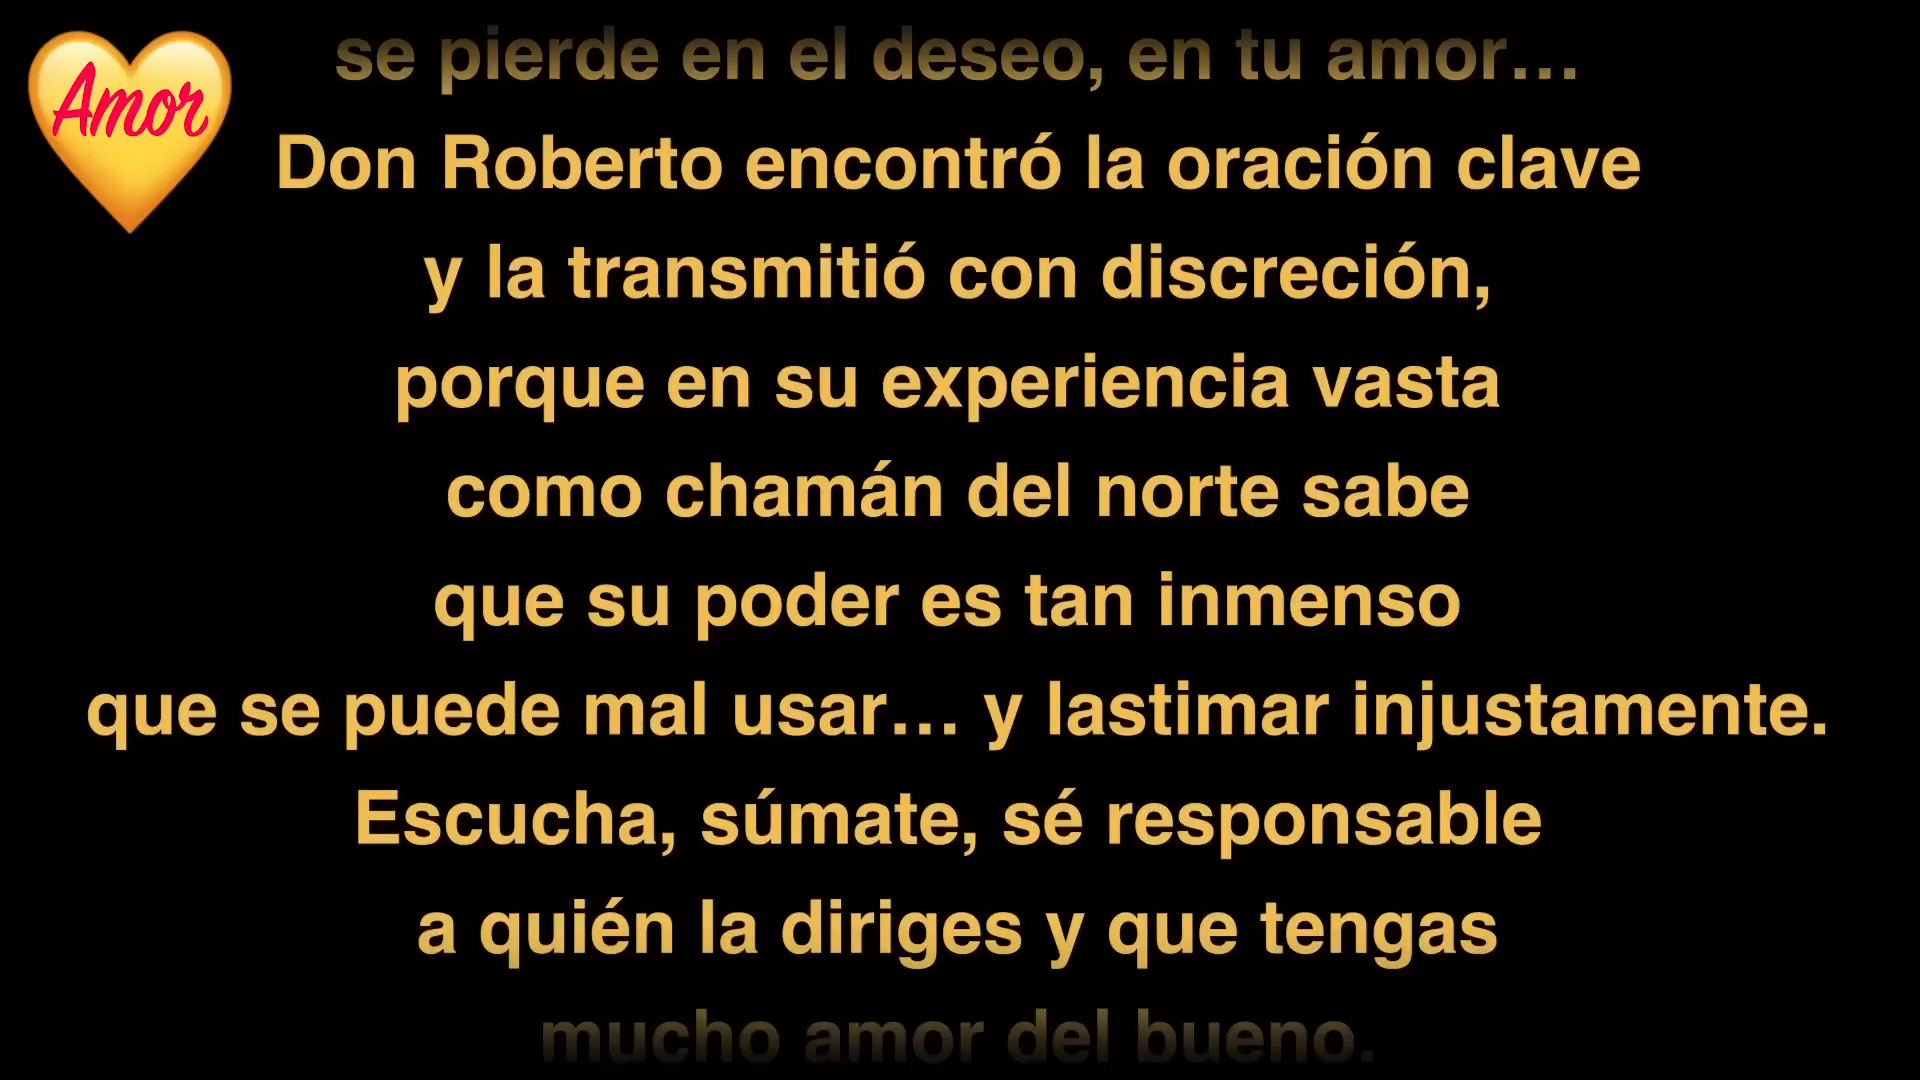 Amor
se pierde en el deseo, en tu amor...
Don Roberto encontró la oración clave
y la transmitió con discreción,
porque en su experiencia vasta
como chamán del norte sabe
que su poder es tan inmenso
que se puede mal usar... y lastimar injustamente.
Escucha, súmate, sé responsable
a quién la diriges y que tengas
mucho amor del bueno.